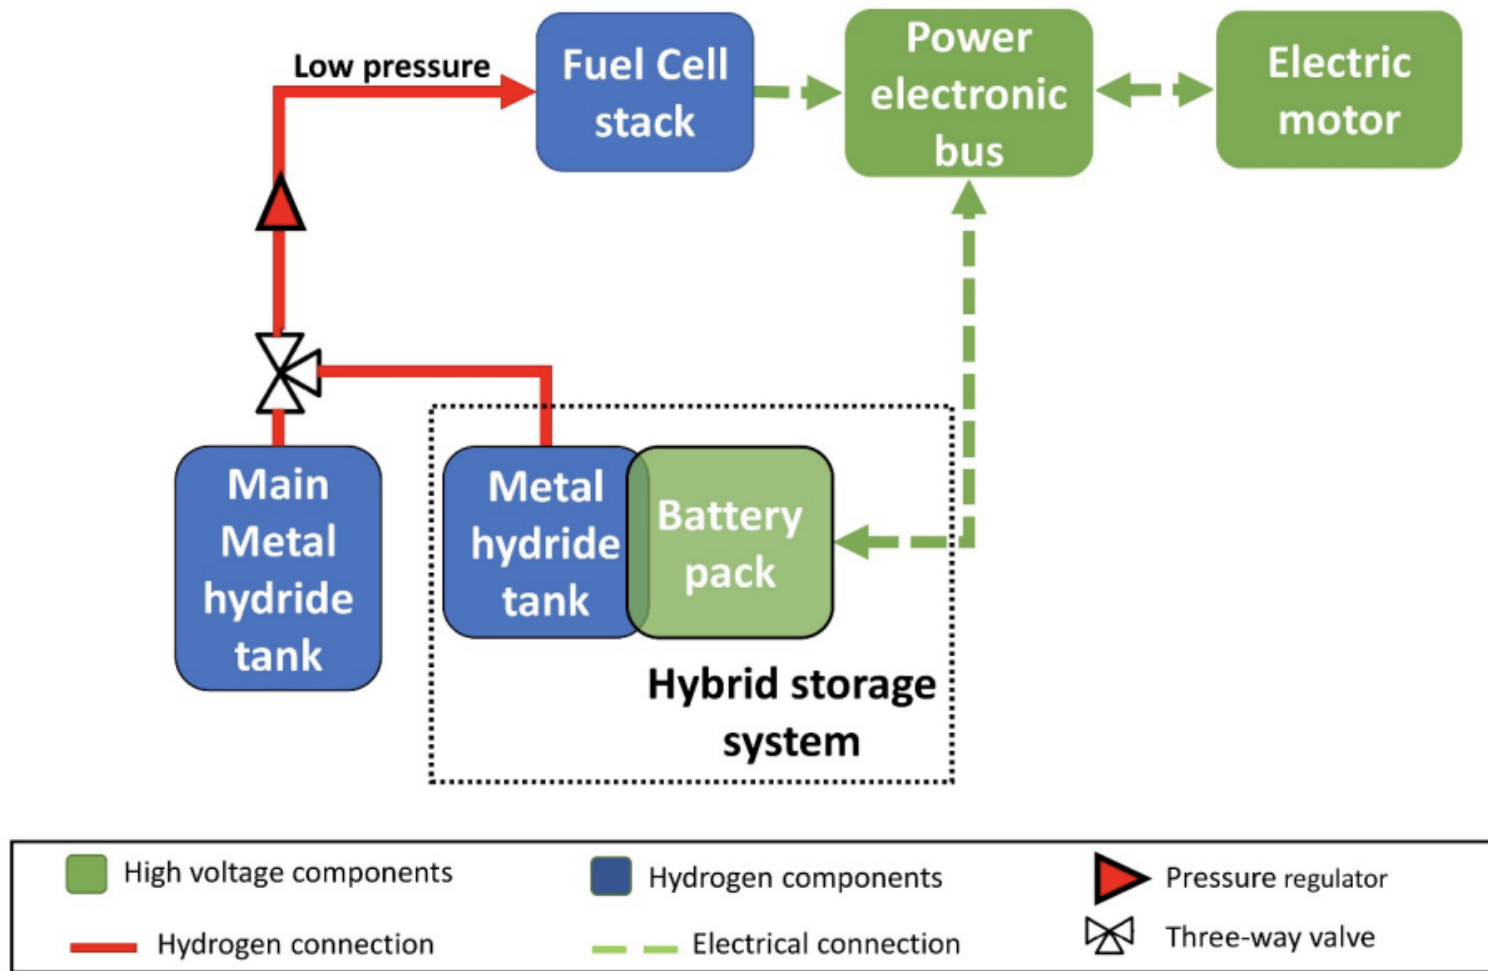 Low pressure
Fuel Cell
stack
Power
electronic
bus
Electric
motor
Main
Metal
hydride
tank
Metal
hydride
tank
Battery
pack
Hybrid storage
system
High voltage components
Hydrogen components
Pressure regulator
Hydrogen connection
Electrical connection
Three-way valve